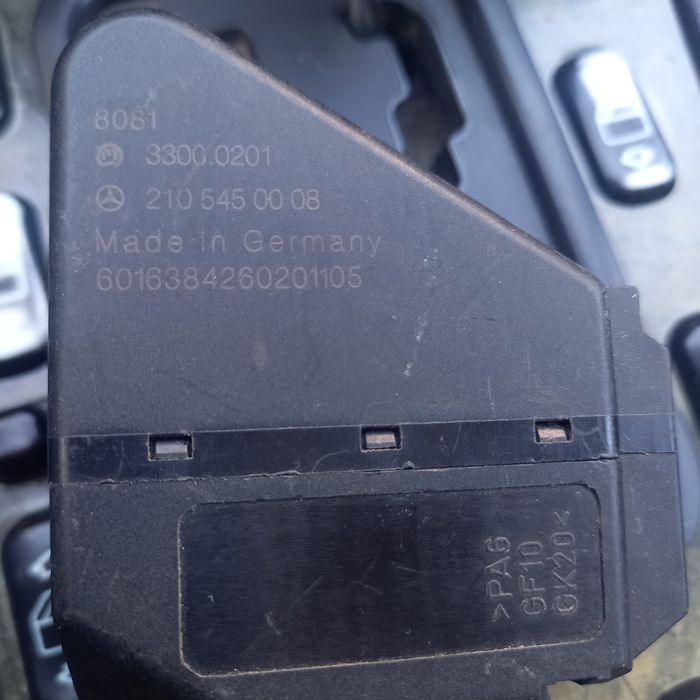 8081
3300.0201
210 545 00 08
Made in Germany
6016384260201105
>PA6
GF10
GK20<